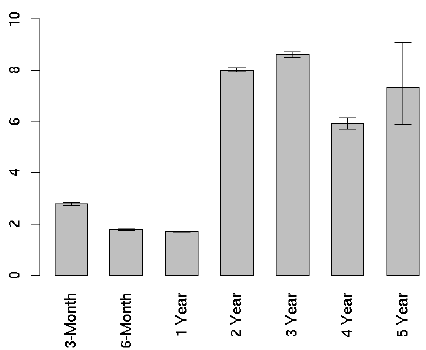 10
8
6
4
2
0
3-Month
6-Month
1 Year
2 Year
3 Year
4 Year
5 Year